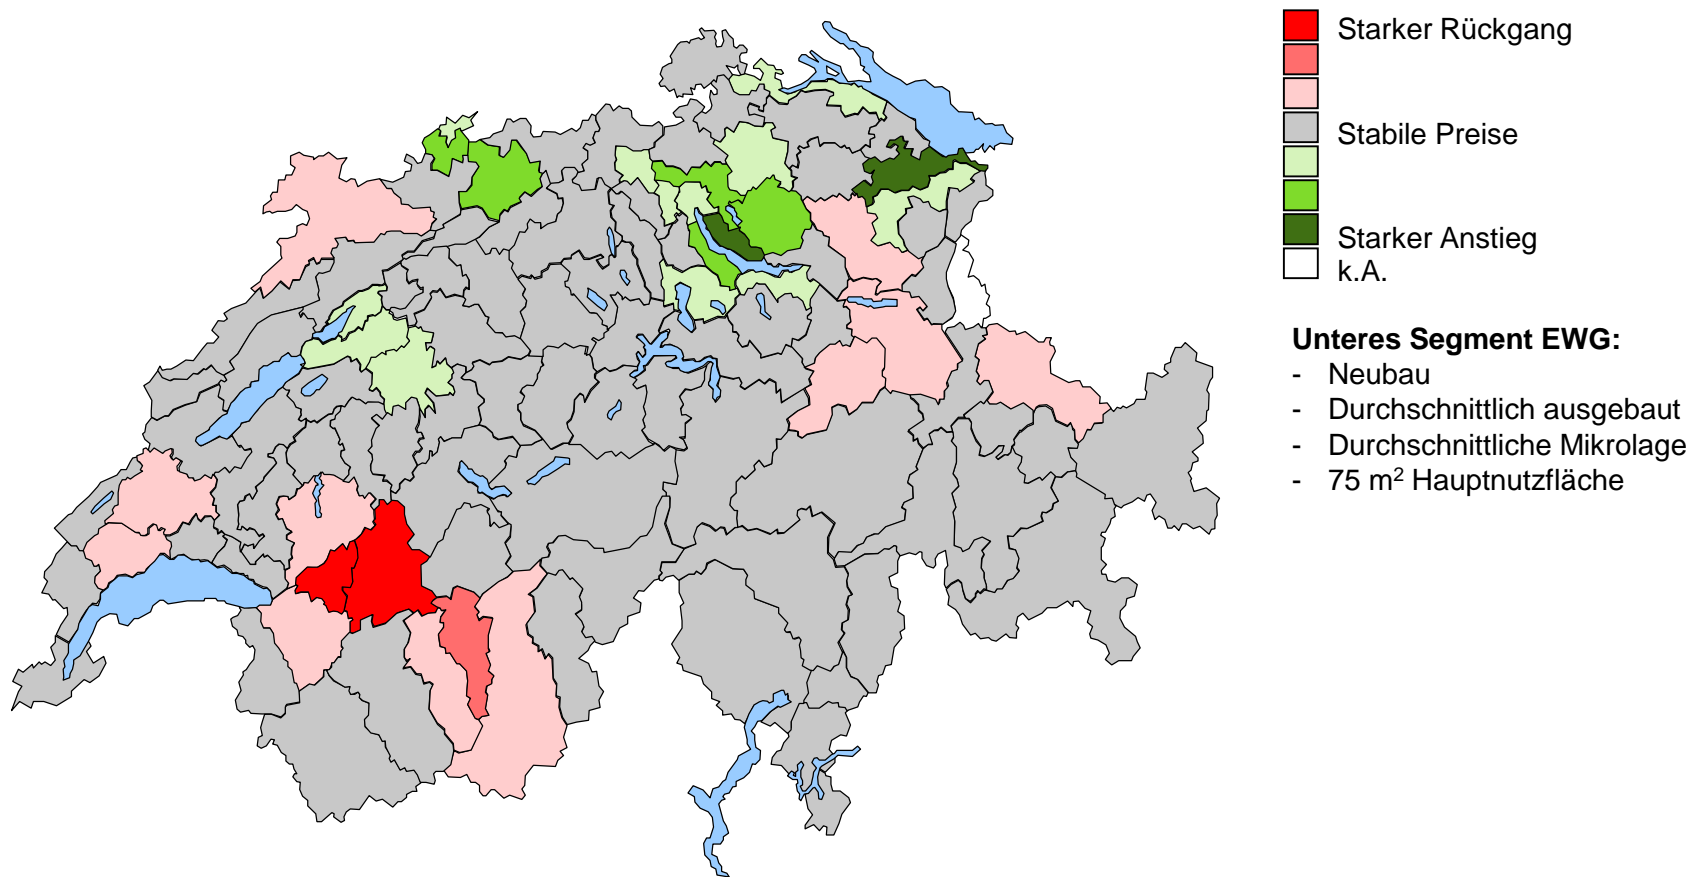 Starker Rückgang
Stabile Preise
Starker Anstieg
k.A.
Unteres Segment EWG:
- Neubau
- Durchschnittlich ausgebaut
- Durchschnittliche Mikrolage
- 75 m² Hauptnutzfläche